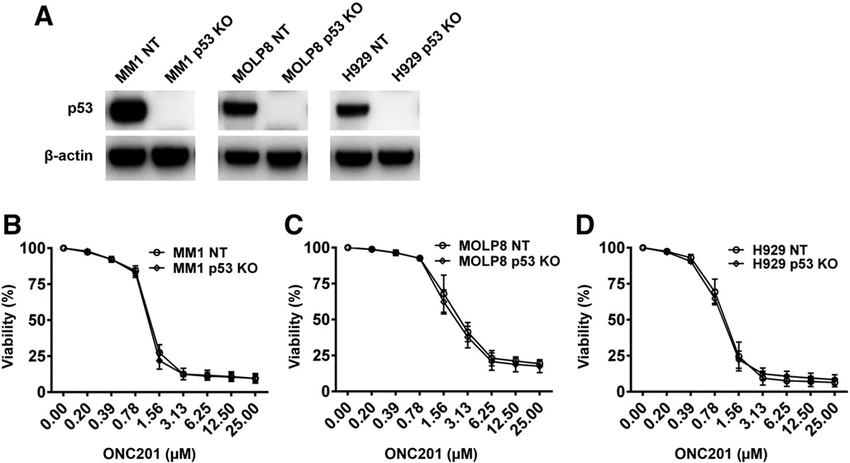 A
MM1 NT
MM1 p53 KO
MOLP8 NT
MOLP8 p53 KO
H929 NT
H929 p53 KO
p53
β-actin
B
MM1 NT
MM1 p53 KO
Viability (%)
100
75
50
25
0
0.00
0.20
0.39
0.78
1.56
3.13
6.25
12.50
25.00
ONC201 (µM)
C
MOLP8 NT
MOLP8 p53 KO
Viability (%)
100
75
50
25
0
0.00
0.20
0.39
0.78
1.56
3.13
6.25
12.50
25.00
ONC201 (µM)
D
H929 NT
H929 p53 KO
Viability (%)
100
75
50
25
0
0.00
0.20
0.39
0.78
1.56
3.13
6.25
12.50
25.00
ONC201 (µM)